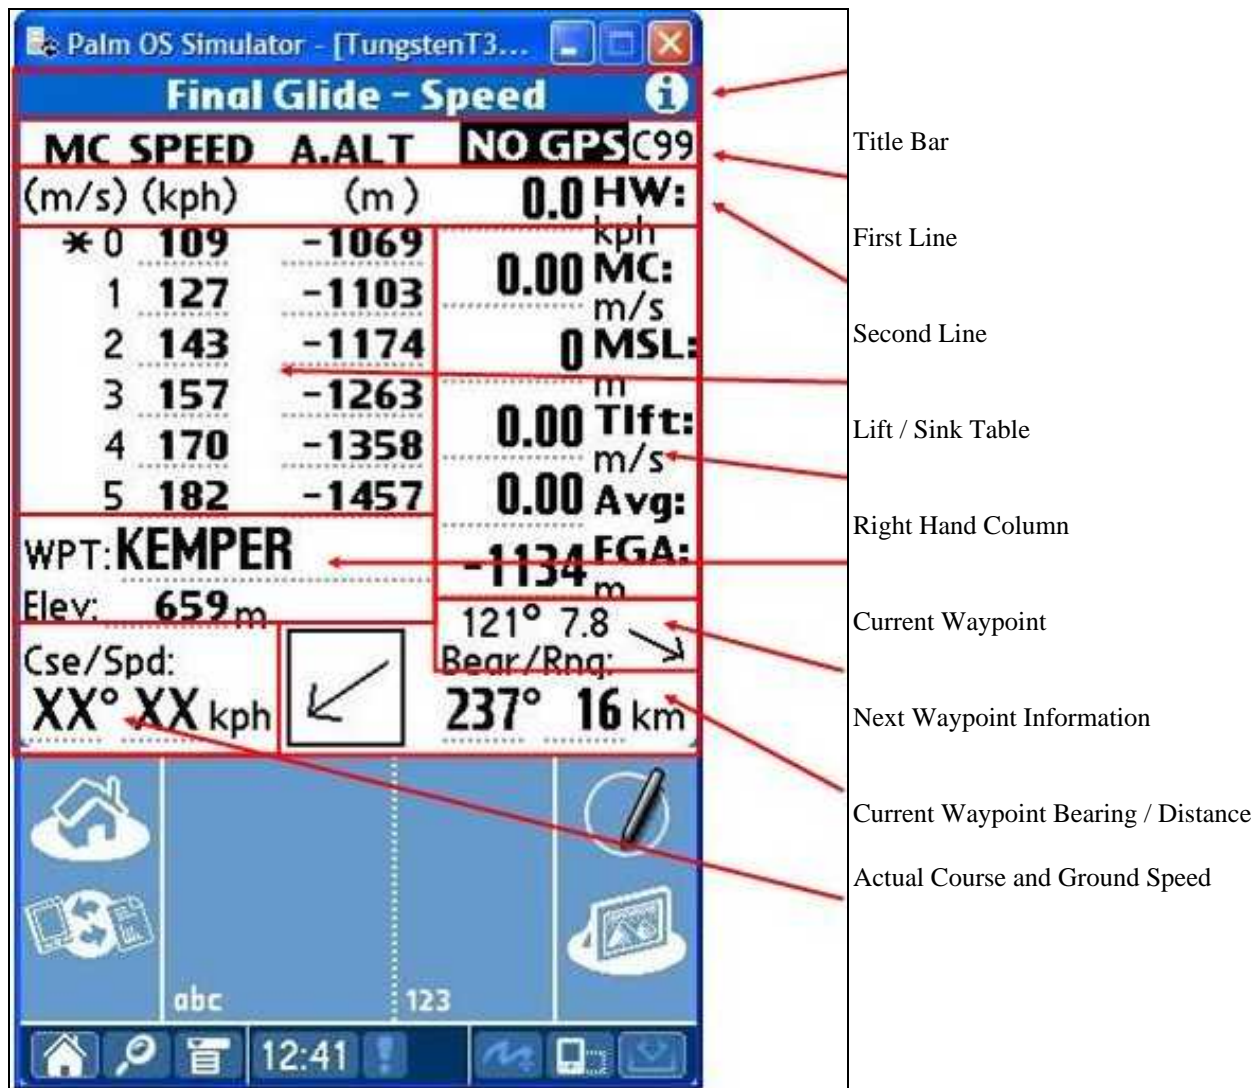 Palm OS Simulator - [TungstenT3...
Final Glide - Speed i
MC SPEED A.ALT NO GPS C99
(m/s) (kph) (m) 0.0 HW: kph
* 0 109 -1069
1 127 -1103
2 143 -1174
3 157 -1263
4 170 -1358
5 182 -1457
0.00 MC: m/s
0 MSL: m
0.00 Tlft: m/s
0.00 Avg:
-1134 FGA: m
WPT: KEMPER
Elev: 659 m
121° 7.8
Cse/Spd:
XX° XX kph
Bear/Rng:
237° 16 km
abc 123
12:41
Title Bar
First Line
Second Line
Lift / Sink Table
Right Hand Column
Current Waypoint
Next Waypoint Information
Current Waypoint Bearing / Distance
Actual Course and Ground Speed